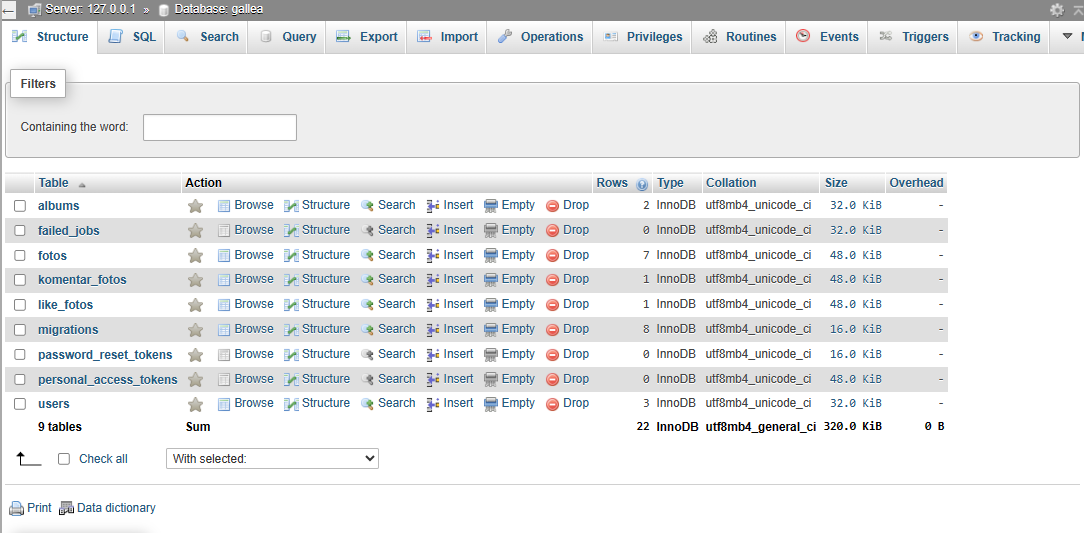 Server: 127.0.0.1 » Database: gallea
Structure SQL Search Query Export Import Operations Privileges Routines Events Triggers Tracking
Filters
Containing the word:
Table Action Rows Type Collation Size Overhead
albums Browse Structure Search Insert Empty Drop 2 InnoDB utf8mb4_unicode_ci 32.0 KiB -
failed_jobs Browse Structure Search Insert Empty Drop 0 InnoDB utf8mb4_unicode_ci 32.0 KiB -
fotos Browse Structure Search Insert Empty Drop 7 InnoDB utf8mb4_unicode_ci 48.0 KiB -
komentar_fotos Browse Structure Search Insert Empty Drop 1 InnoDB utf8mb4_unicode_ci 48.0 KiB -
like_fotos Browse Structure Search Insert Empty Drop 1 InnoDB utf8mb4_unicode_ci 48.0 KiB -
migrations Browse Structure Search Insert Empty Drop 8 InnoDB utf8mb4_unicode_ci 16.0 KiB -
password_reset_tokens Browse Structure Search Insert Empty Drop 0 InnoDB utf8mb4_unicode_ci 16.0 KiB -
personal_access_tokens Browse Structure Search Insert Empty Drop 0 InnoDB utf8mb4_unicode_ci 48.0 KiB -
users Browse Structure Search Insert Empty Drop 3 InnoDB utf8mb4_unicode_ci 32.0 KiB -
9 tables Sum 22 InnoDB utf8mb4_general_ci 320.0 KiB 0 B
Check all With selected:
Print Data dictionary